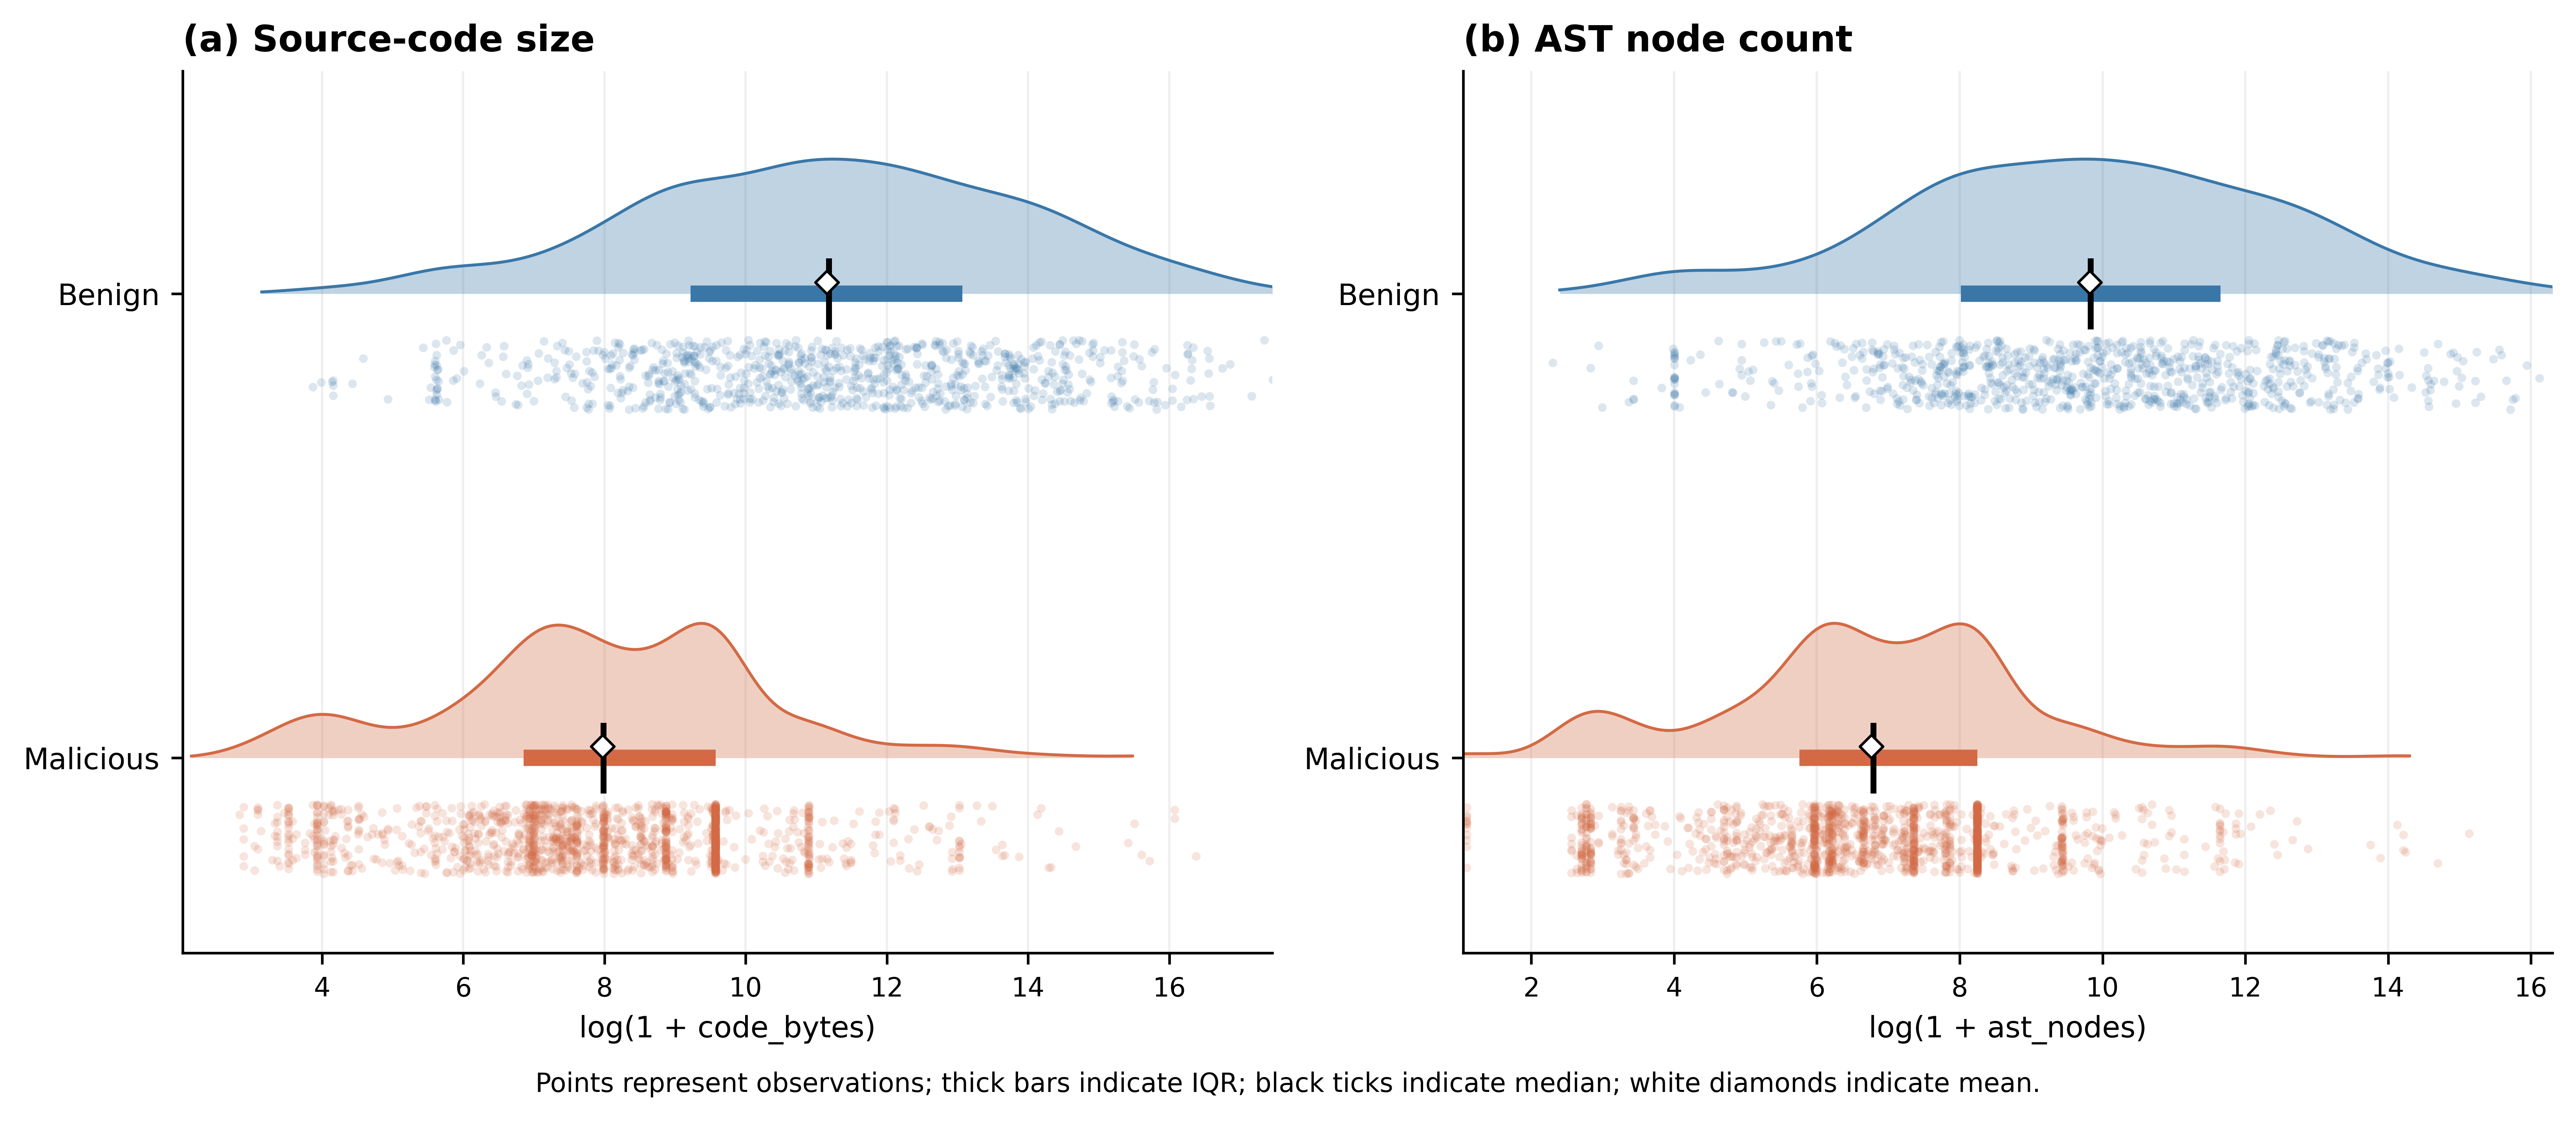 (a) Source-code size
Benign
Malicious
4 6 8 10 12 14 16
log(1 + code_bytes)
(b) AST node count
Benign
Malicious
2 4 6 8 10 12 14 16
log(1 + ast_nodes)
Points represent observations; thick bars indicate IQR; black ticks indicate median; white diamonds indicate mean.